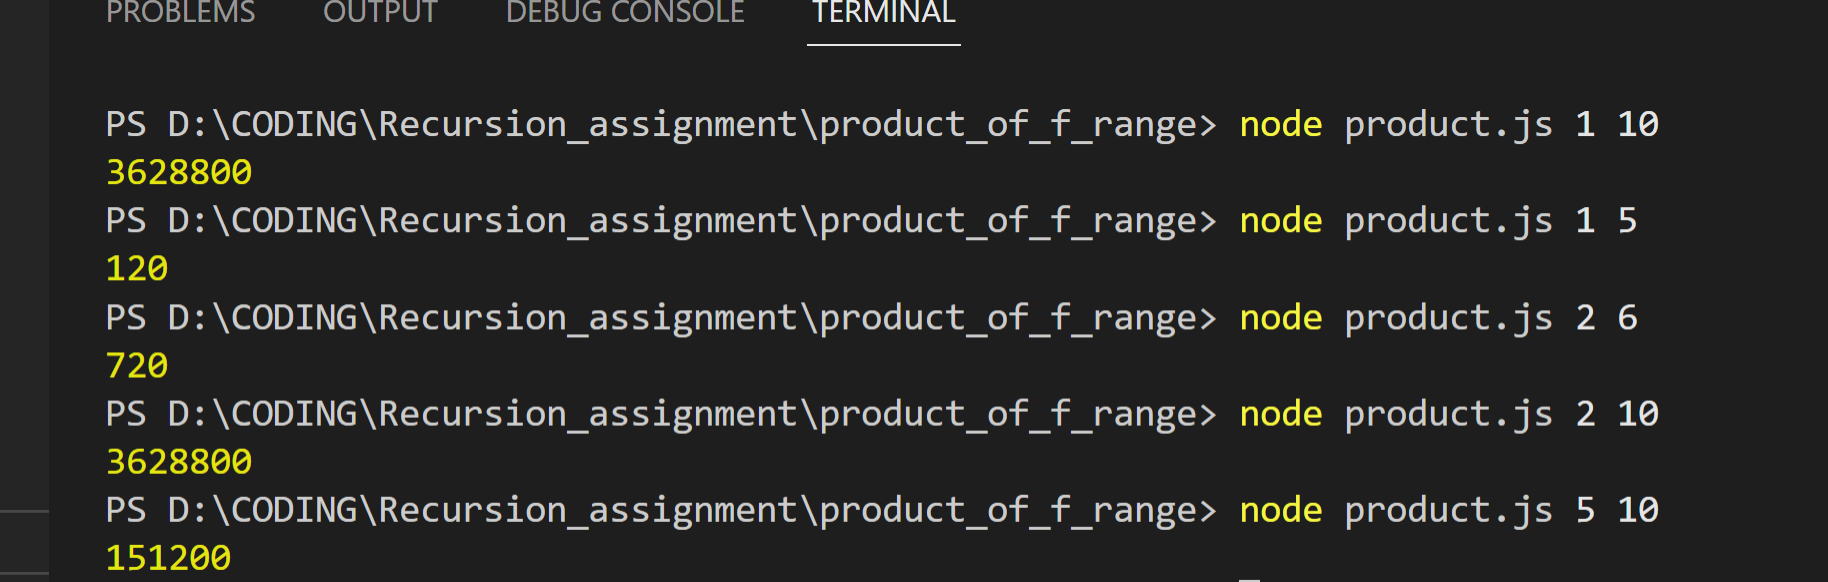 PROBLEMS OUTPUT DEBUG CONSOLE TERMINAL
PS D:\CODING\Recursion_assignment\product_of_f_range> node product.js 1 10
3628800
PS D:\CODING\Recursion_assignment\product_of_f_range> node product.js 1 5
120
PS D:\CODING\Recursion_assignment\product_of_f_range> node product.js 2 6
720
PS D:\CODING\Recursion_assignment\product_of_f_range> node product.js 2 10
3628800
PS D:\CODING\Recursion_assignment\product_of_f_range> node product.js 5 10
151200